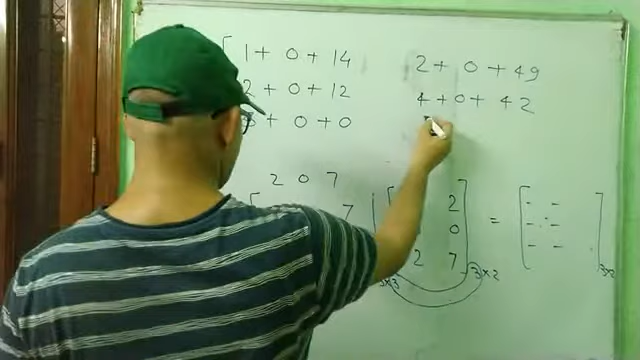 1 + 0 + 14 2 + 0 + 49
2 + 0 + 12 4 + 0 + 42
+ 0 + 0
2 0 7
7 2 = - -
0 - -
2 7 - -
3×3 3×2 3×2